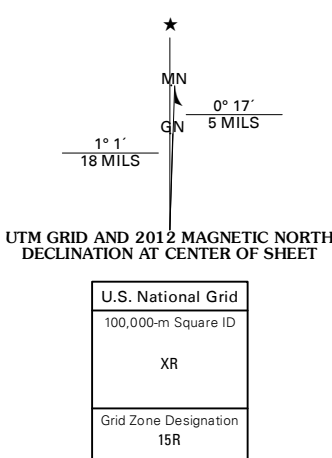 ★
MN
0° 17´
5 MILS
GN
1° 1´
18 MILS
UTM GRID AND 2012 MAGNETIC NORTH
DECLINATION AT CENTER OF SHEET
U.S. National Grid
100,000-m Square ID
XR
Grid Zone Designation
15R